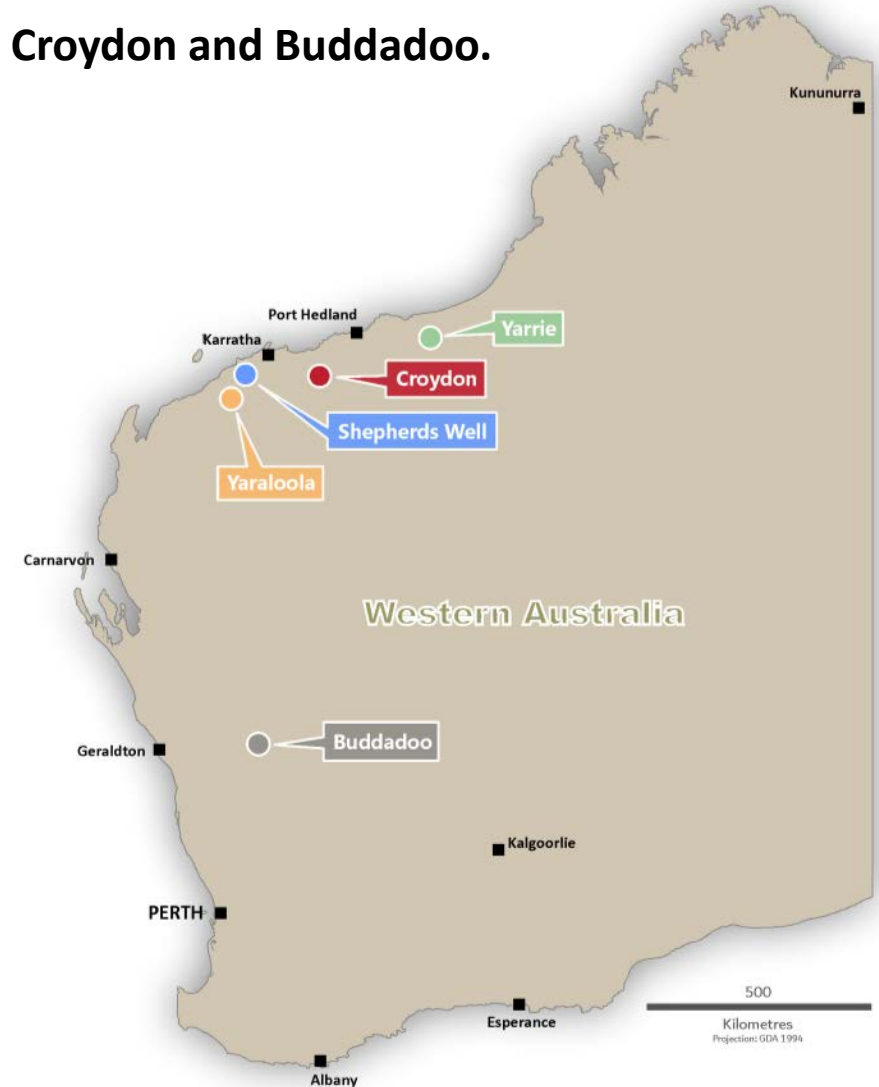 Croydon and Buddadoo.
Kununurra
Port Hedland
Yarrie
Karratha
Croydon
Shepherds Well
Yaraloola
Carnarvon
Western Australia
Buddadoo
Geraldton
Kalgoorlie
PERTH
500
Esperance
Kilometres
Projection: GDA 1994
Albany